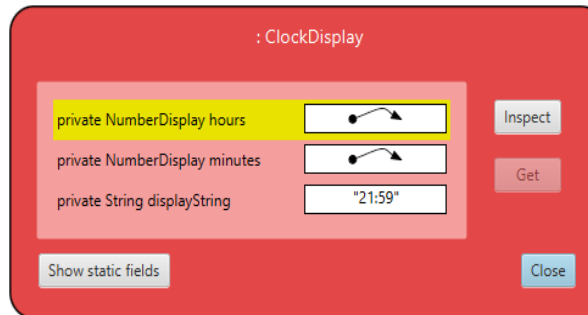 : ClockDisplay
private NumberDisplay hours
Inspect
private NumberDisplay minutes
Get
private String displayString "21:59"
Show static fields
Close